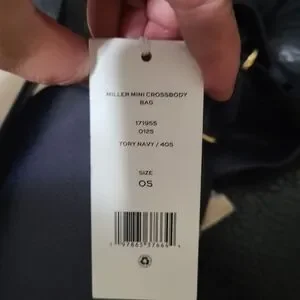 MILLER MINI CROSSBODY
BAG
171955
0125
TORY NAVY / 405
SIZE
OS